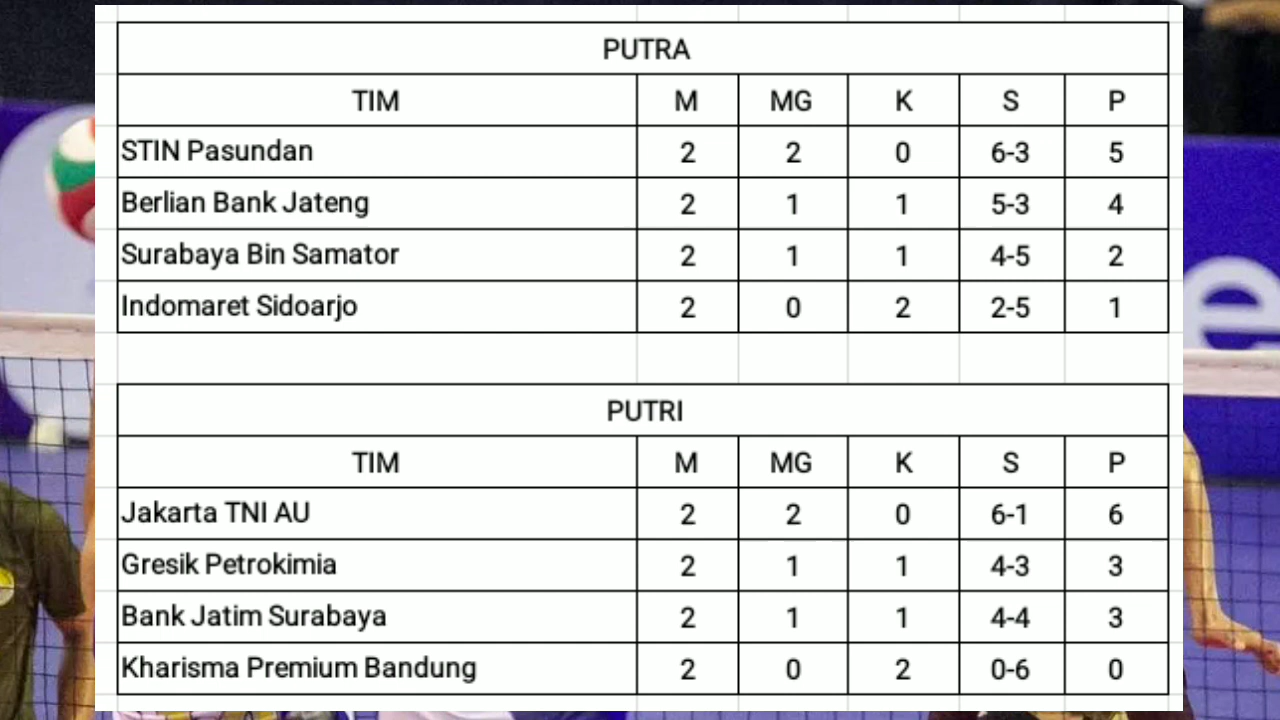 PUTRA
TIM M MG K S P
STIN Pasundan 2 2 0 6-3 5
Berlian Bank Jateng 2 1 1 5-3 4
Surabaya Bin Samator 2 1 1 4-5 2
Indomaret Sidoarjo 2 0 2 2-5 1
PUTRI
TIM M MG K S P
Jakarta TNI AU 2 2 0 6-1 6
Gresik Petrokimia 2 1 1 4-3 3
Bank Jatim Surabaya 2 1 1 4-4 3
Kharisma Premium Bandung 2 0 2 0-6 0
e